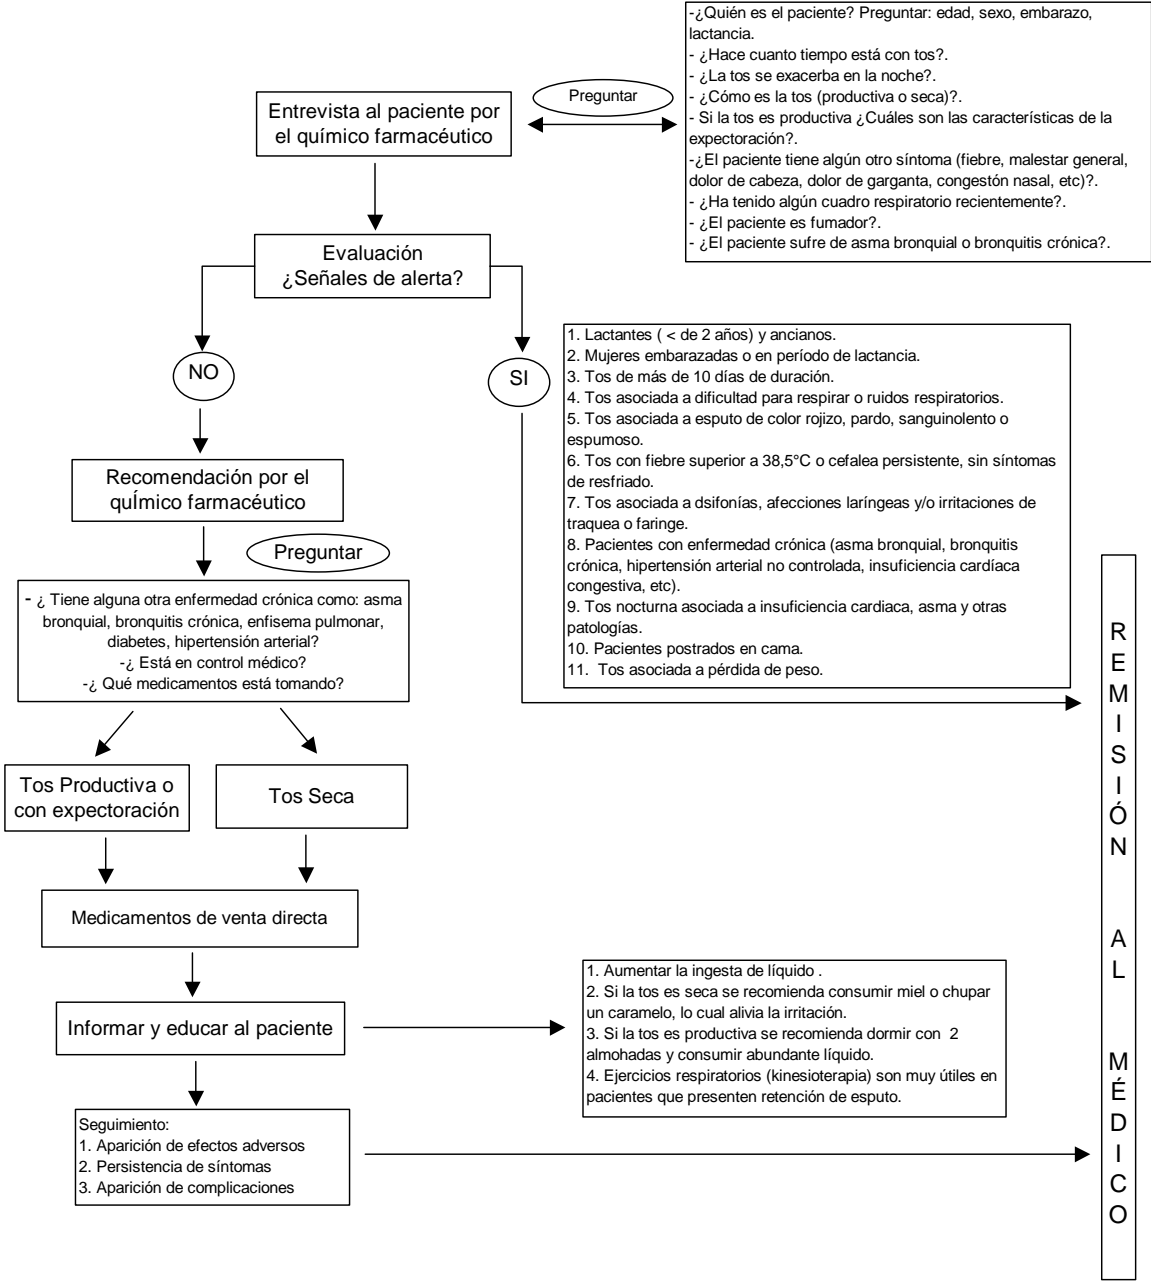 -¿Quién es el paciente? Preguntar: edad, sexo, embarazo,
lactancia.
- ¿Hace cuanto tiempo está con tos?.
- ¿La tos se exacerba en la noche?.
- ¿Cómo es la tos (productiva o seca)?.
- Si la tos es productiva ¿Cuáles son las características de la
expectoración?.
-¿El paciente tiene algún otro síntoma (fiebre, malestar general,
dolor de cabeza, dolor de garganta, congestón nasal, etc)?.
- ¿Ha tenido algún cuadro respiratorio recientemente?.
- ¿El paciente es fumador?.
- ¿El paciente sufre de asma bronquial o bronquitis crónica?.
Preguntar
Entrevista al paciente por
el químico farmacéutico
Evaluación
¿Señales de alerta?
NO
SI
1. Lactantes ( < de 2 años) y ancianos.
2. Mujeres embarazadas o en período de lactancia.
3. Tos de más de 10 días de duración.
4. Tos asociada a dificultad para respirar o ruidos respiratorios.
5. Tos asociada a esputo de color rojizo, pardo, sanguinolento o
espumoso.
6. Tos con fiebre superior a 38,5°C o cefalea persistente, sin síntomas
de resfriado.
7. Tos asociada a dsifonías, afecciones laríngeas y/o irritaciones de
traquea o faringe.
8. Pacientes con enfermedad crónica (asma bronquial, bronquitis
crónica, hipertensión arterial no controlada, insuficiencia cardíaca
congestiva, etc).
9. Tos nocturna asociada a insuficiencia cardiaca, asma y otras
patologías.
10. Pacientes postrados en cama.
11.  Tos asociada a pérdida de peso.
Recomendación por el
quÍmico farmacéutico
Preguntar
- ¿ Tiene alguna otra enfermedad crónica como: asma
bronquial, bronquitis crónica, enfisema pulmonar,
diabetes, hipertensión arterial?
-¿ Está en control médico?
-¿ Qué medicamentos está tomando?
Tos Productiva o
con expectoración
Tos Seca
Medicamentos de venta directa
Informar y educar al paciente
1. Aumentar la ingesta de líquido .
2. Si la tos es seca se recomienda consumir miel o chupar
un caramelo, lo cual alivia la irritación.
3. Si la tos es productiva se recomienda dormir con  2
almohadas y consumir abundante líquido.
4. Ejercicios respiratorios (kinesioterapia) son muy útiles en
pacientes que presenten retención de esputo.
Seguimiento:
1. Aparición de efectos adversos
2. Persistencia de síntomas
3. Aparición de complicaciones
REMISIÓN AL MÉDICO